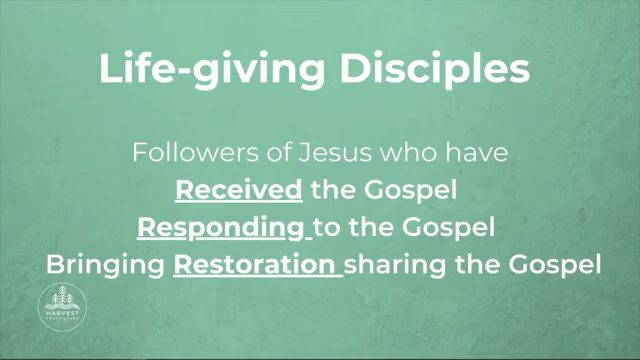 Life-giving Disciples
Followers of Jesus who have
Received the Gospel
Responding to the Gospel
Bringing Restoration sharing the Gospel
HARVEST